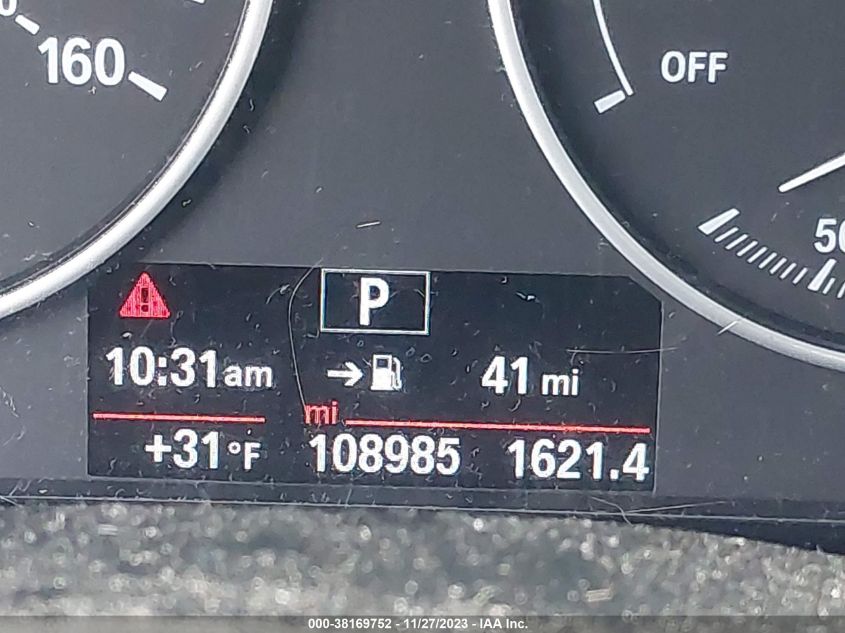 160
OFF
50
P
10:31am
41 mi
mi
+31 °F
108985
1621.4
000-38169752 - 11/27/2023 - IAA Inc.